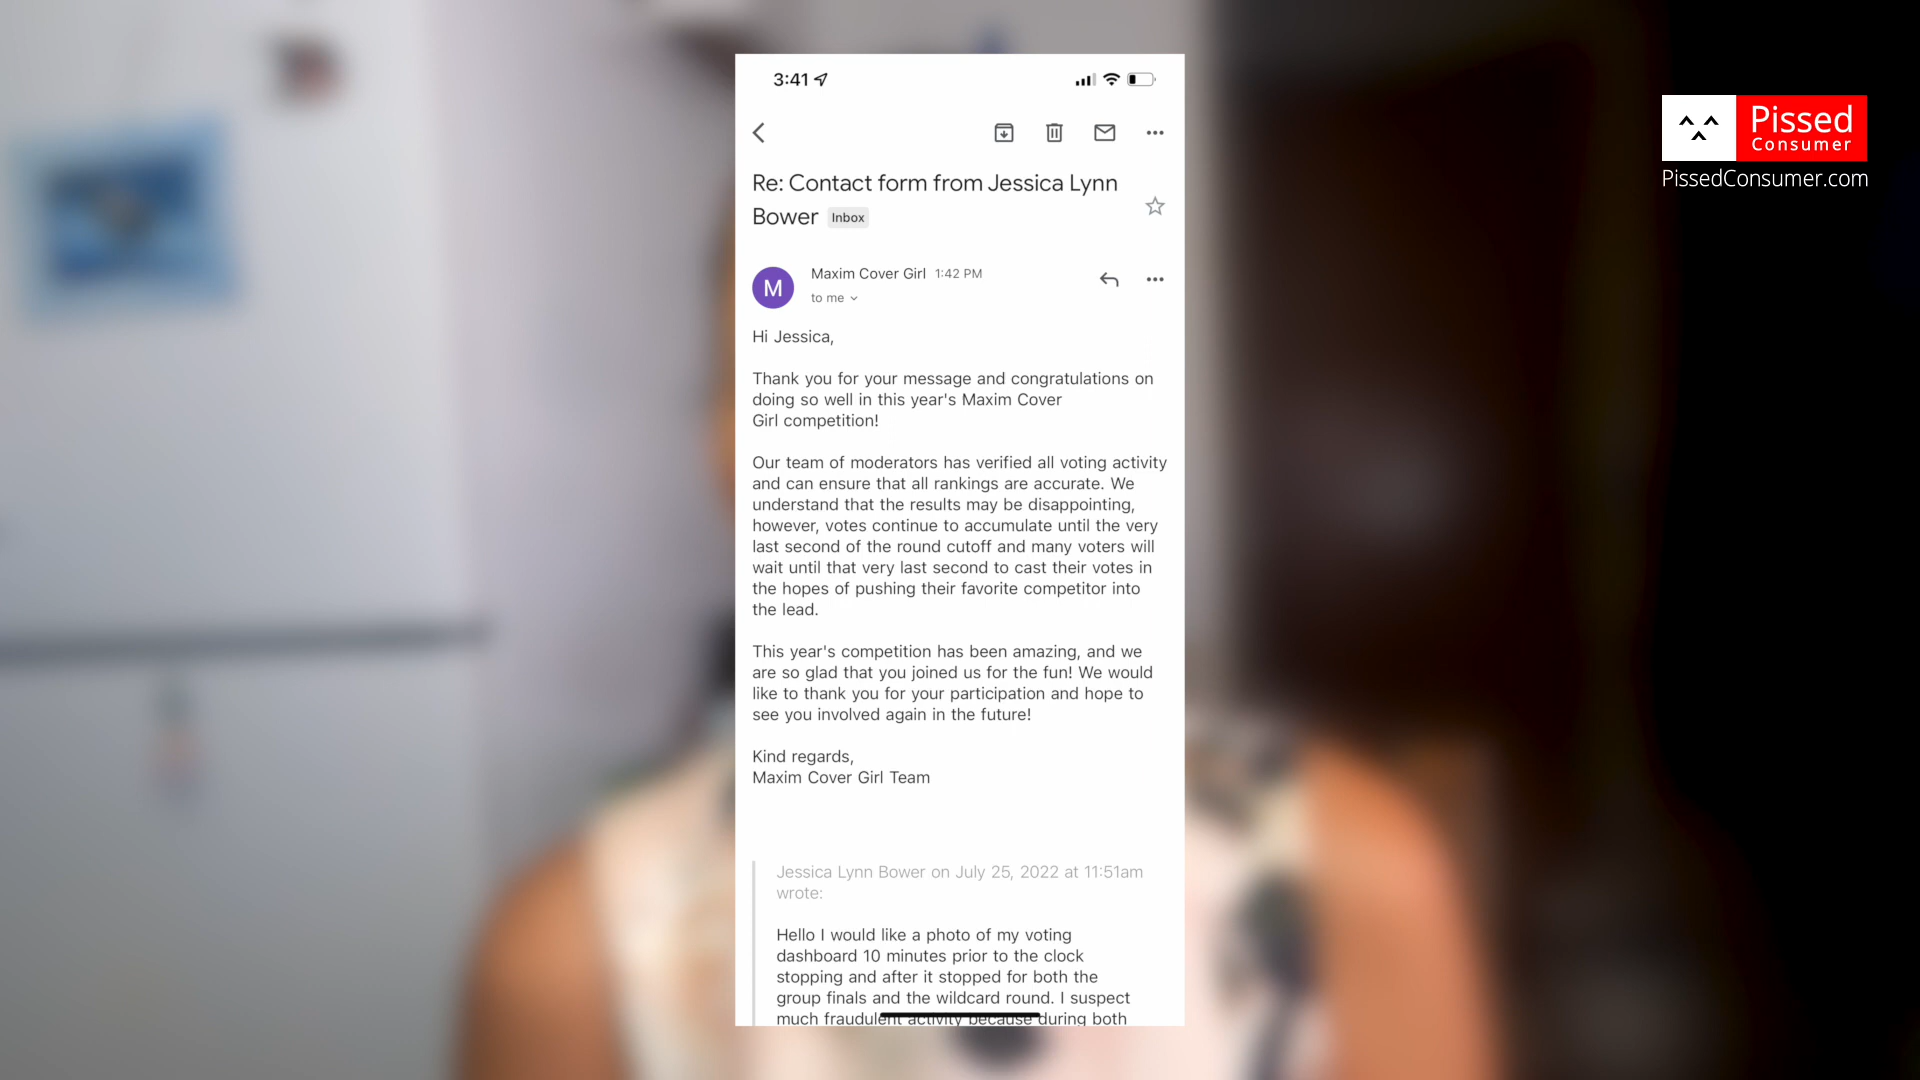 3:41
Pissed
Consumer
PissedConsumer.com
Re: Contact form from Jessica Lynn
Bower Inbox
M
Maxim Cover Girl 1:42 PM
to me
Hi Jessica,
Thank you for your message and congratulations on
doing so well in this year's Maxim Cover
Girl competition!
Our team of moderators has verified all voting activity
and can ensure that all rankings are accurate. We
understand that the results may be disappointing,
however, votes continue to accumulate until the very
last second of the round cutoff and many voters will
wait until that very last second to cast their votes in
the hopes of pushing their favorite competitor into
the lead.
This year's competition has been amazing, and we
are so glad that you joined us for the fun! We would
like to thank you for your participation and hope to
see you involved again in the future!
Kind regards,
Maxim Cover Girl Team
Jessica Lynn Bower on July 25, 2022 at 11:51am
wrote:
Hello I would like a photo of my voting
dashboard 10 minutes prior to the clock
stopping and after it stopped for both the
group finals and the wildcard round. I suspect
much fraudulent activity because during both